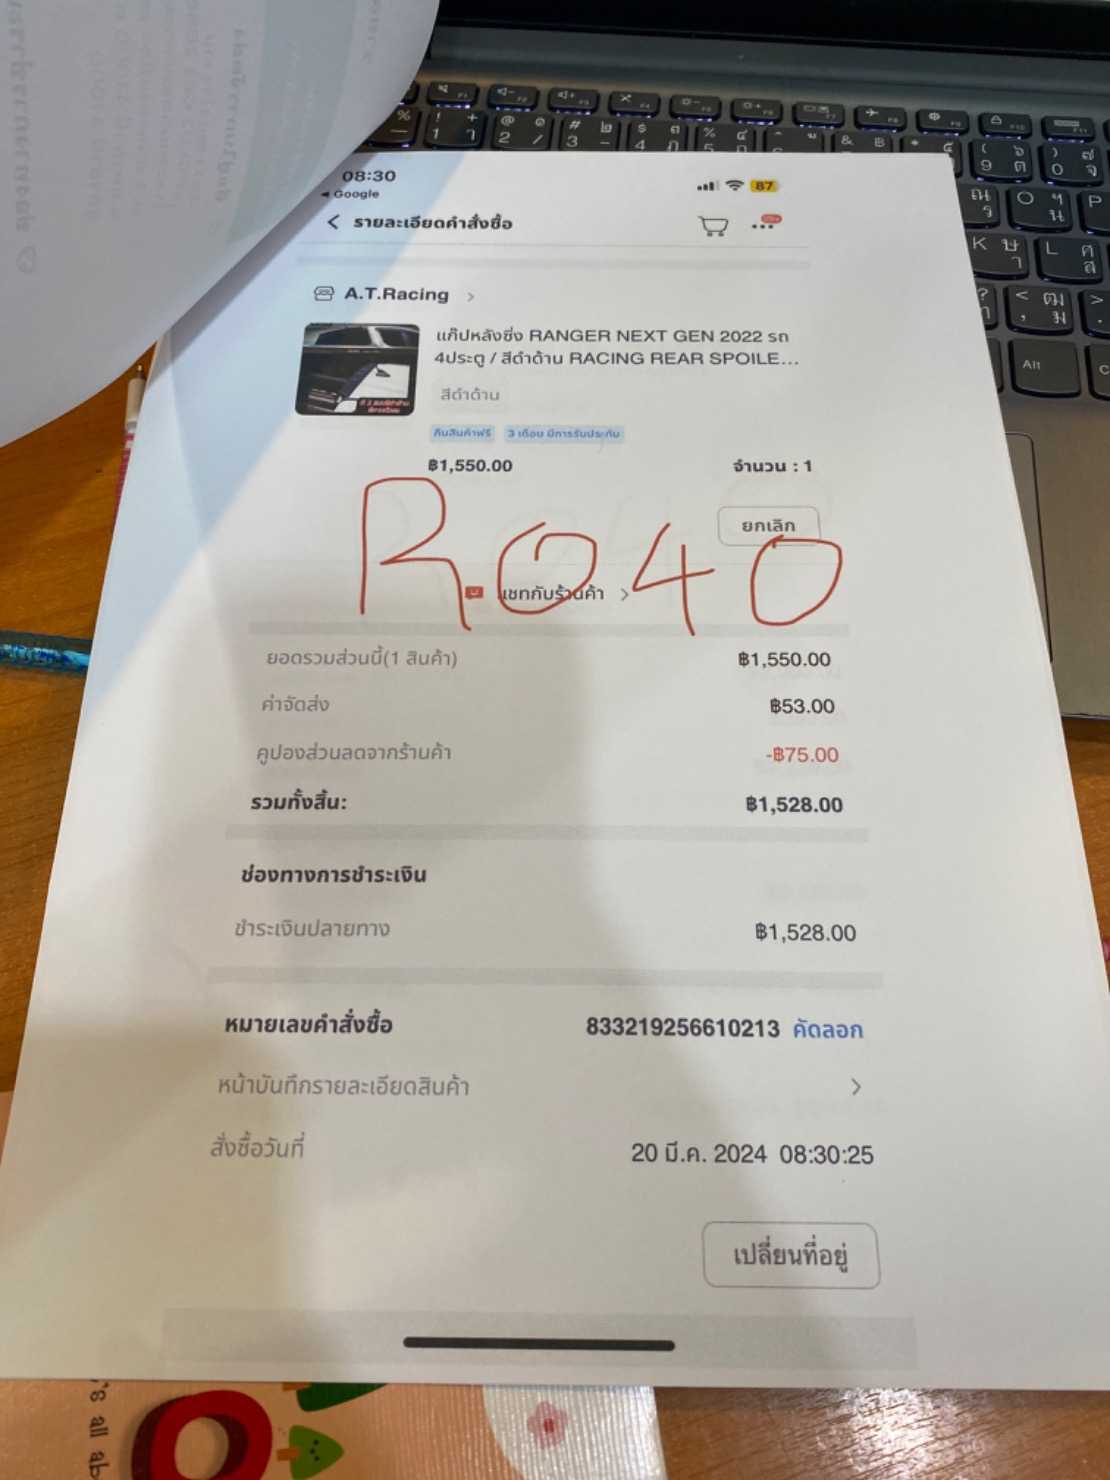 08:30
◄ Google
87
รายละเอียดคำสั่งซื้อ
A.T.Racing >
แก๊ปหลังซิ่ง RANGER NEXT GEN 2022 รถ
4ประตู / สีดำด้าน RACING REAR SPOILE...
สีดำด้าน
คืนสินค้าฟรี 3 เดือน มีการรับประกัน
฿1,550.00 จำนวน : 1
ยกเลิก
R.040
แชทกับร้านค้า >
ยอดรวมส่วนนี้(1 สินค้า) ฿1,550.00
ค่าจัดส่ง ฿53.00
คูปองส่วนลดจากร้านค้า -฿75.00
รวมทั้งสิ้น: ฿1,528.00
ช่องทางการชำระเงิน
ชำระเงินปลายทาง ฿1,528.00
หมายเลขคำสั่งซื้อ 833219256610213 คัดลอก
หน้าบันทึกรายละเอียดสินค้า >
สั่งซื้อวันที่ 20 มี.ค. 2024 08:30:25
เปลี่ยนที่อยู่
's all ab